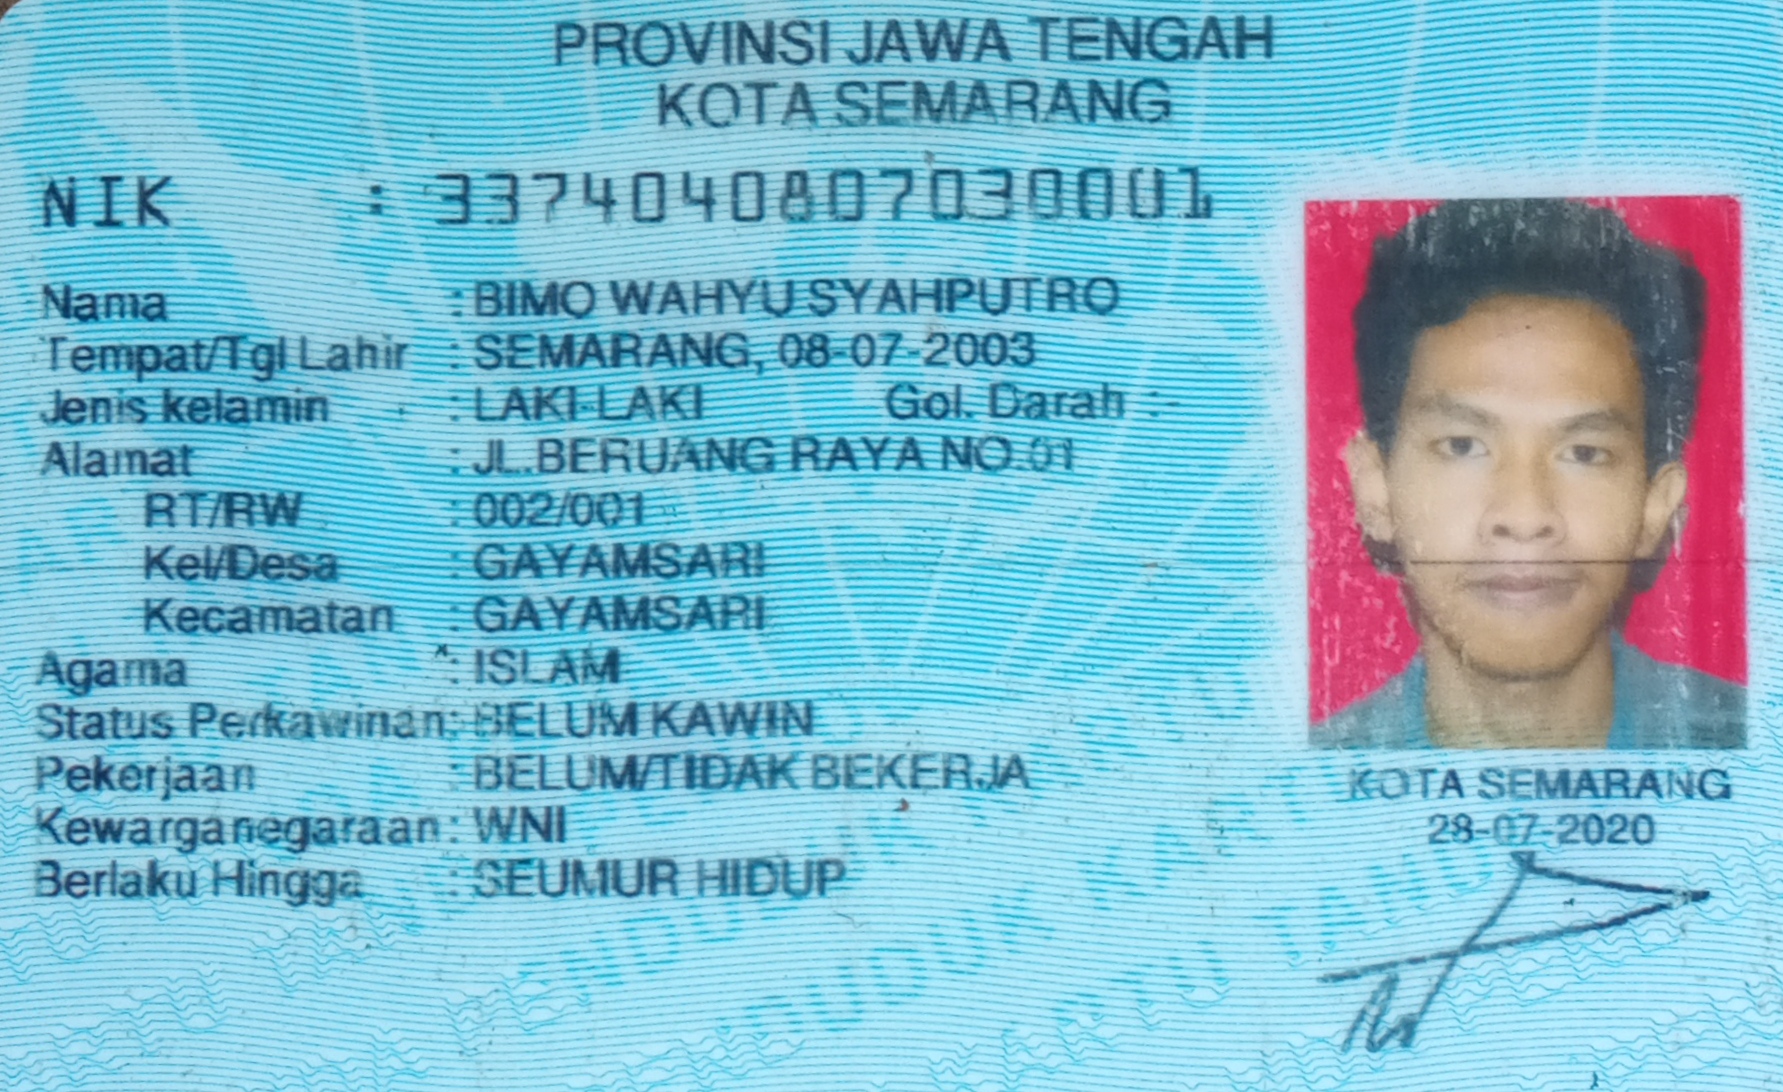 PROVINSI JAWA TENGAH
KOTA SEMARANG
NIK : 3374040807030001
Nama : BIMO WAHYU SYAHPUTRO
Tempat/Tgl Lahir : SEMARANG, 08-07-2003
Jenis kelamin : LAKI-LAKI Gol. Darah :-
Alamat : JL.BERUANG RAYA NO.01
RT/RW : 002/001
Kel/Desa : GAYAMSARI
Kecamatan : GAYAMSARI
Agama : ISLAM
Status Perkawinan: BELUM KAWIN
Pekerjaan : BELUM/TIDAK BEKERJA
Kewarganegaraan: WNI
Berlaku Hingga : SEUMUR HIDUP
KOTA SEMARANG
28-07-2020